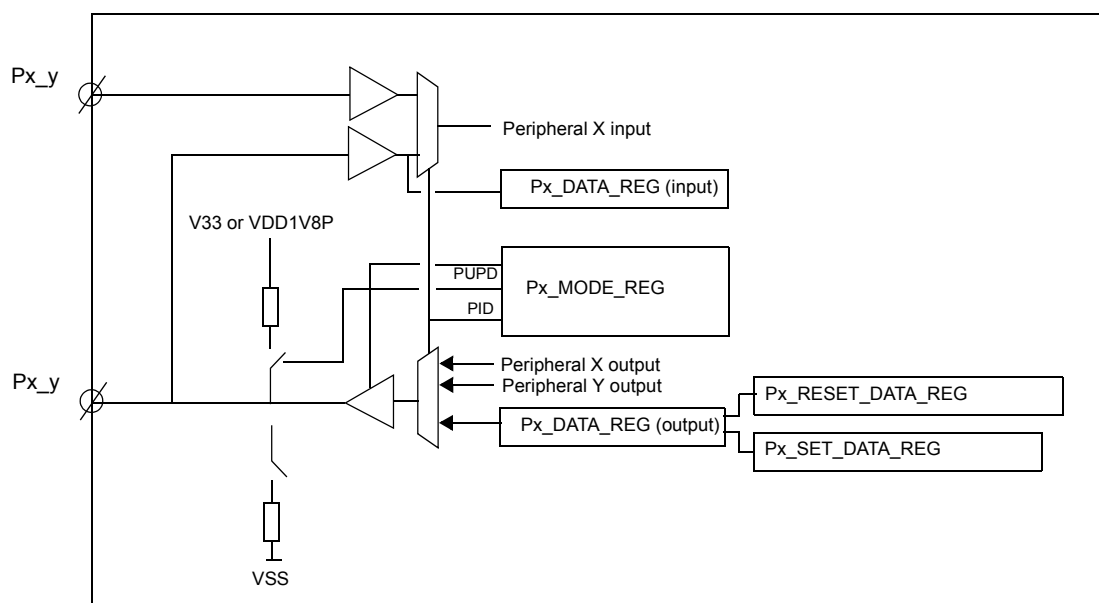 Px_y
Peripheral X input
Px_DATA_REG (input)
V33 or VDD1V8P
PUPD
Px_MODE_REG
PID
Peripheral X output
Px_y
Peripheral Y output
Px_RESET_DATA_REG
Px_DATA_REG (output)
Px_SET_DATA_REG
VSS